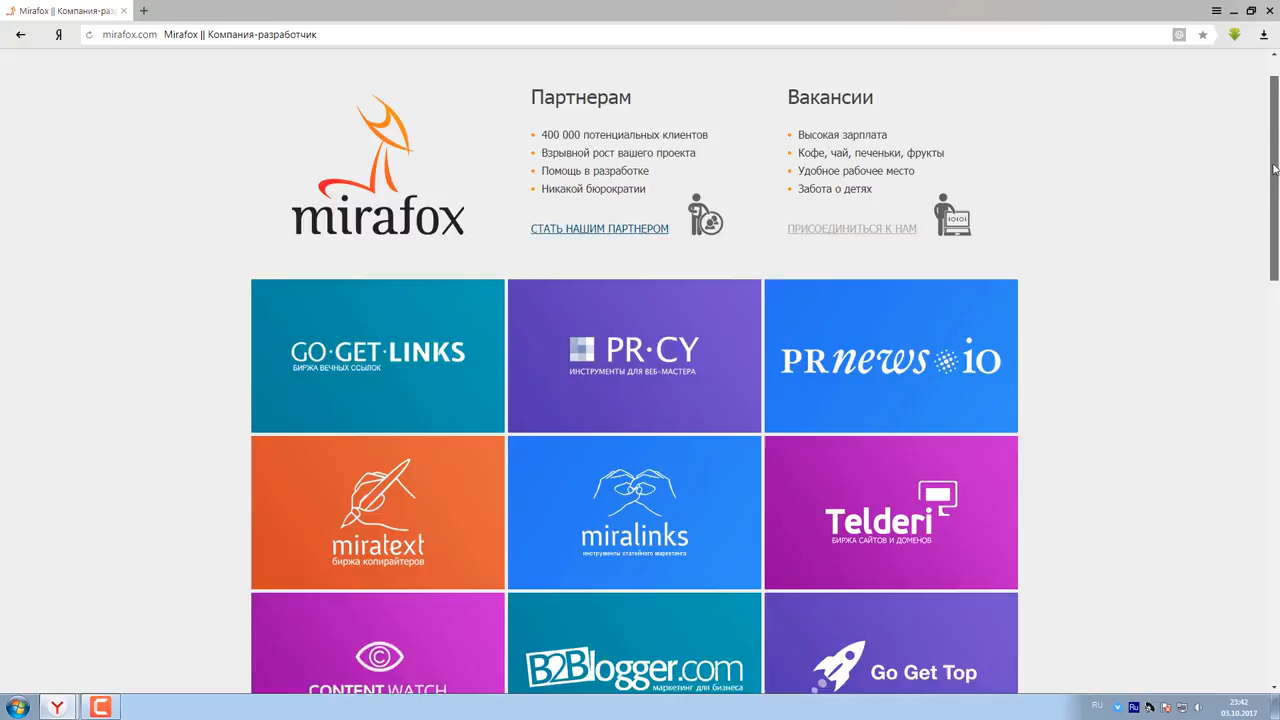 Mirafox || Компания-раз
mirafox.com Mirafox || Компания-разработчик
mirafox
Партнерам
400 000 потенциальных клиентов
Взрывной рост вашего проекта
Помощь в разработке
Никакой бюрократии
СТАТЬ НАШИМ ПАРТНЕРОМ
Вакансии
Высокая зарплата
Кофе, чай, печеньки, фрукты
Удобное рабочее место
Забота о детях
ПРИСОЕДИНИТЬСЯ К НАМ
GO·GET·LINKS
БИРЖА ВЕЧНЫХ ССЫЛОК
PR·CY
ИНСТРУМЕНТЫ ДЛЯ ВЕБ-МАСТЕРА
PRnews io
miratext
биржа копирайтеров
miralinks
инструменты статейного маркетинга
Telderi
БИРЖА САЙТОВ И ДОМЕНОВ
CONTENT WATCH
B2Blogger.com
маркетинг для бизнеса
Go Get Top
RU
Ru
23:42
03.10.2017